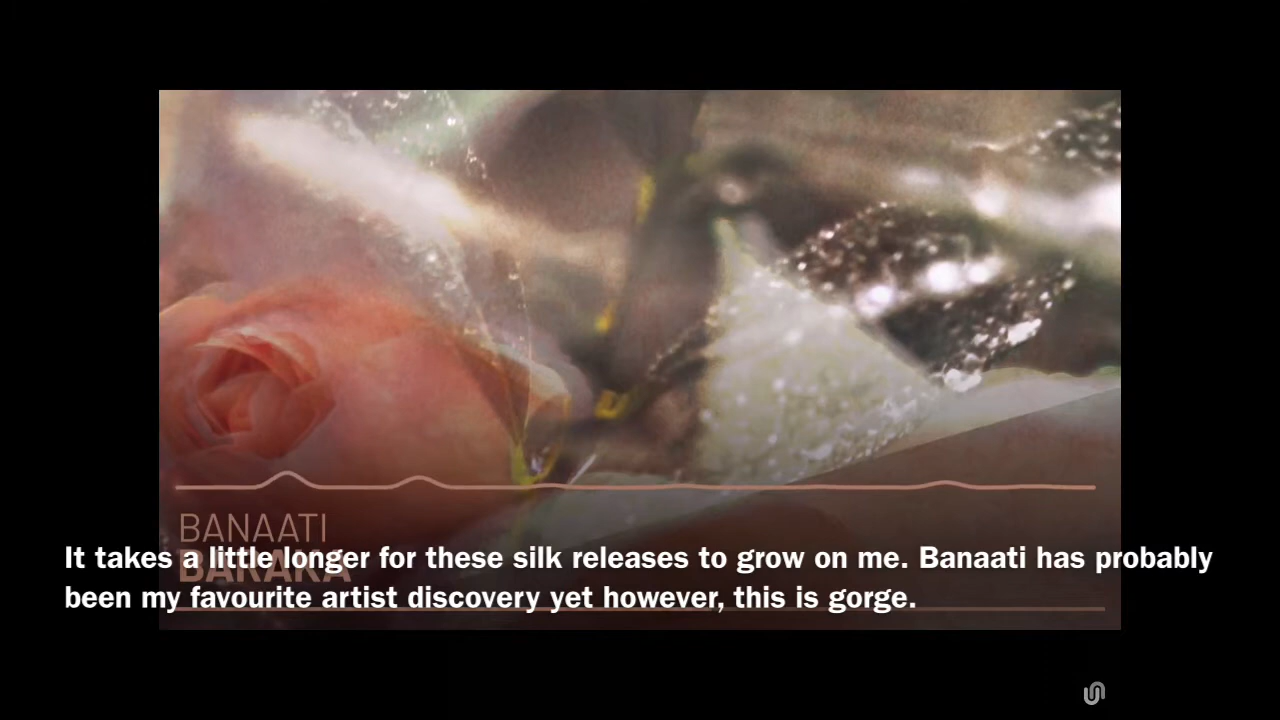 BANAATI
BARAKA
It takes a little longer for these silk releases to grow on me. Banaati has probably
been my favourite artist discovery yet however, this is gorge.